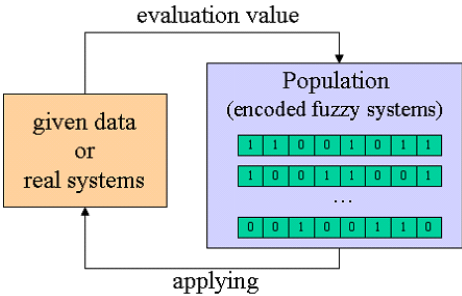 evaluation value
given data
or
real systems
Population
(encoded fuzzy systems)
1 1 0 0 1 0 1 1
1 0 0 1 1 0 0 1
...
0 0 1 0 0 1 1 0
applying